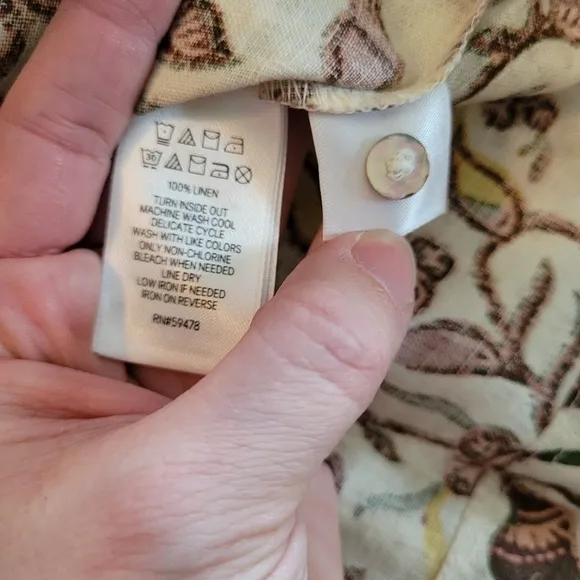 30
100% LINEN
TURN INSIDE OUT
MACHINE WASH COOL
DELICATE CYCLE
WASH WITH LIKE COLORS
ONLY NON-CHLORINE
BLEACH WHEN NEEDED
LINE DRY
LOW IRON IF NEEDED
IRON ON REVERSE
RN#59478